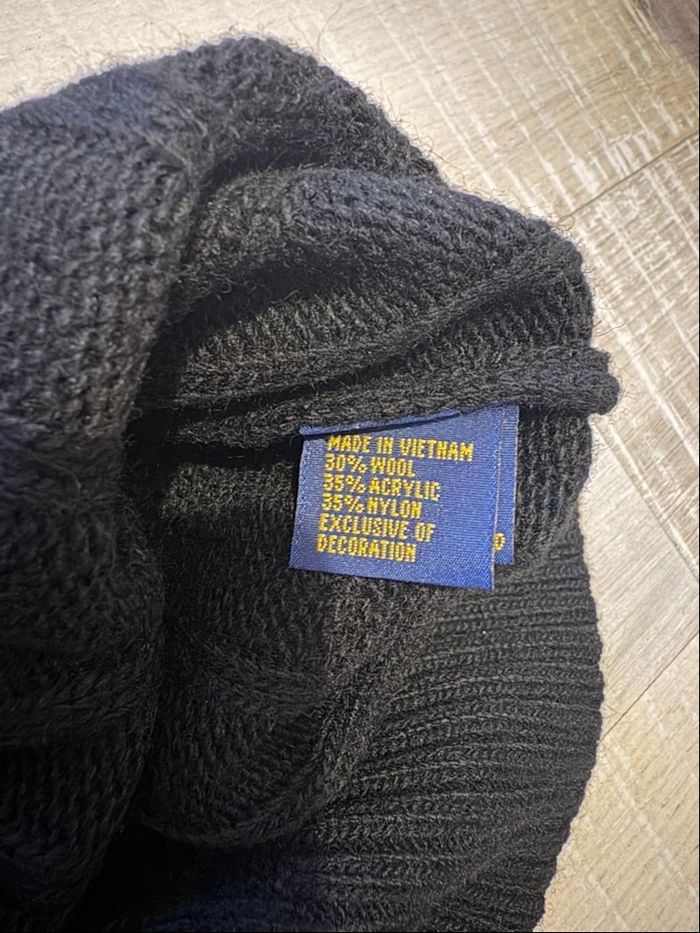 MADE IN VIETNAM
30% WOOL
35% ACRYLIC
35% NYLON
EXCLUSIVE OF
DECORATION